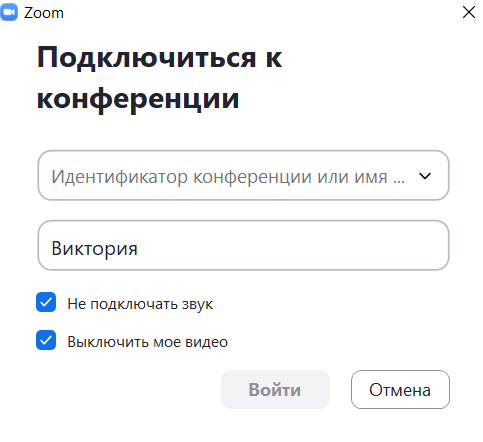 Zoom
Подключиться к
конференции
Идентификатор конференции или имя ...
Виктория
Не подключать звук
Выключить мое видео
Войти
Отмена